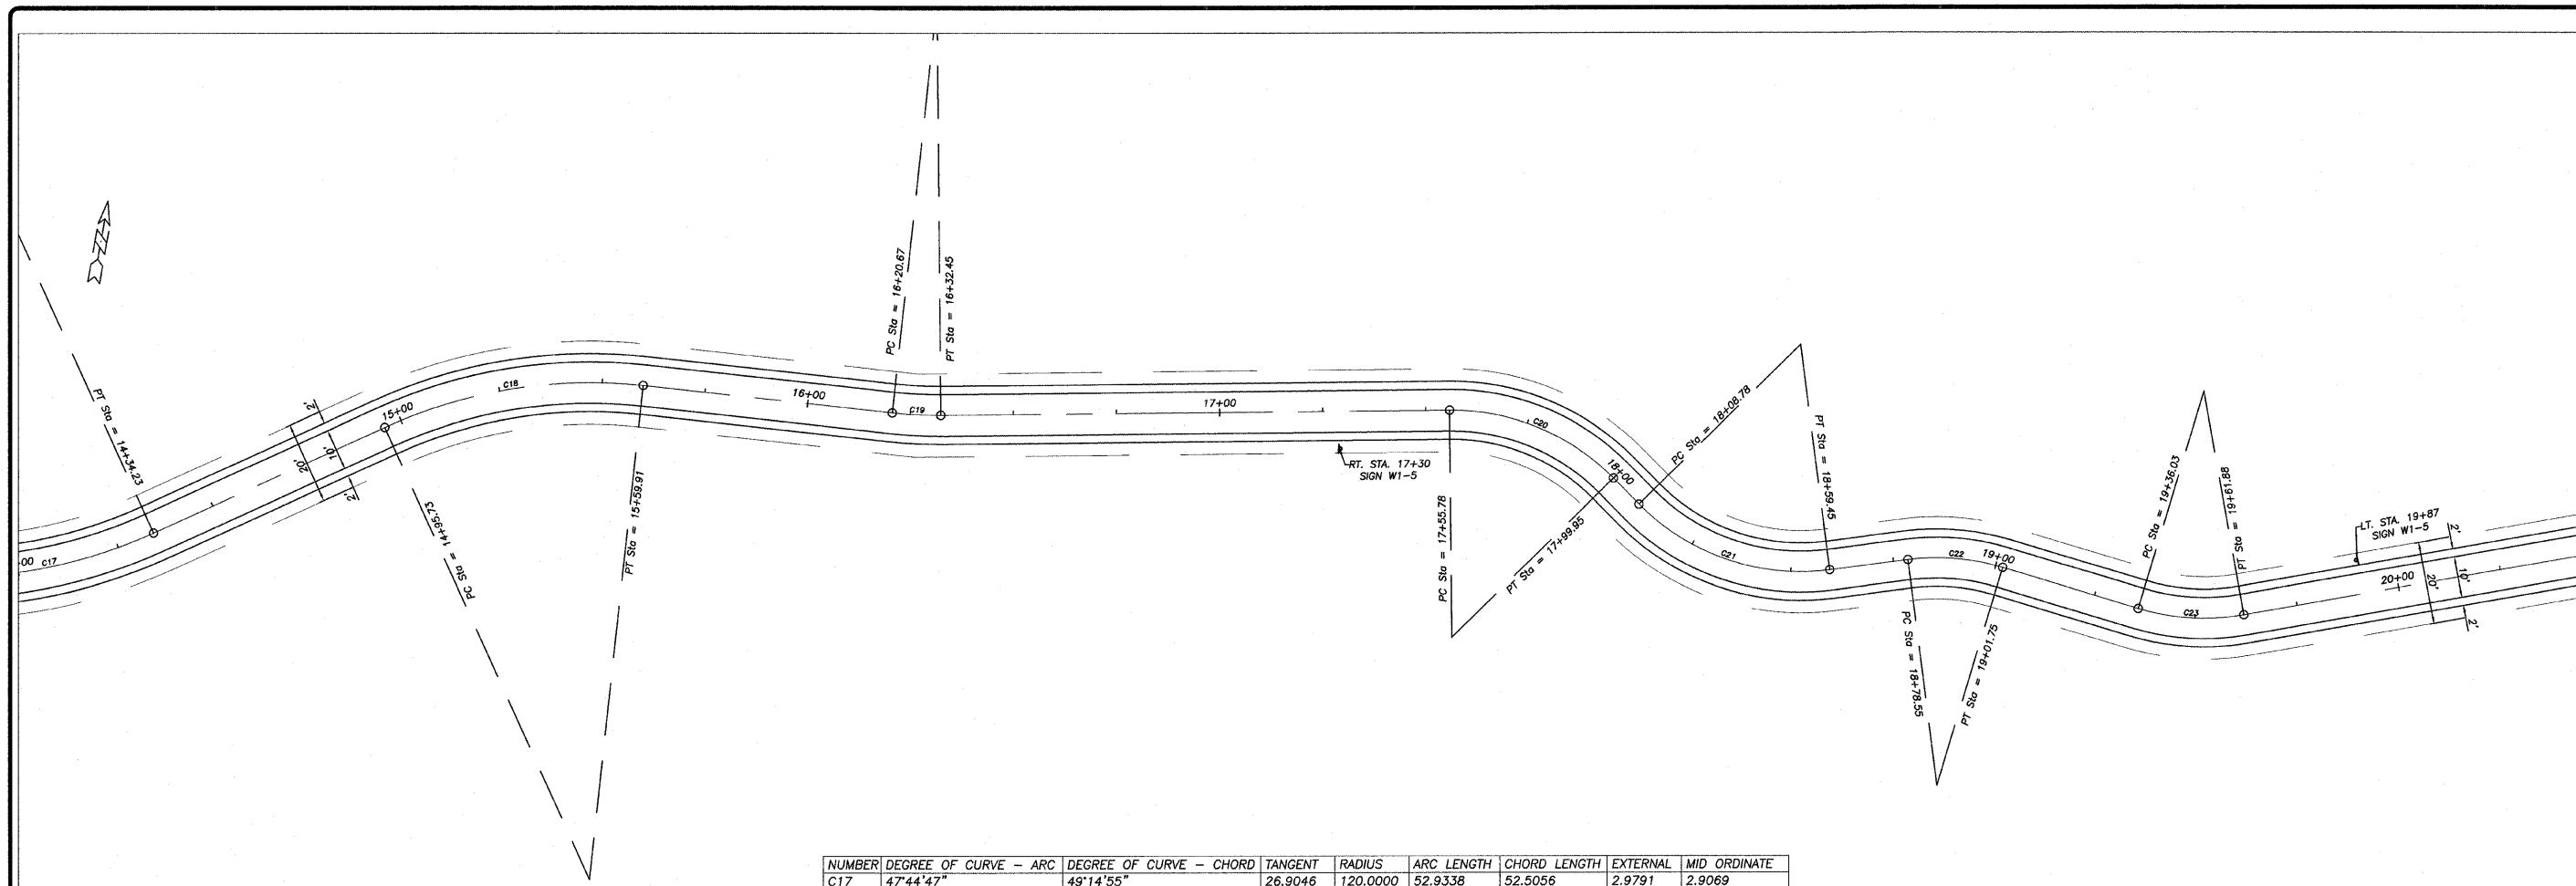 PT Sta = 14+34.23
2'
20'
10'
2'
15+00
C18
PC Sta = 14+95.73
PT Sta = 15+59.91
16+00
PC Sta = 16+20.67
C19
PT Sta = 16+32.45
17+00
RT. STA. 17+30
SIGN W1-5
PC Sta = 17+55.78
C20
PT Sta = 17+99.95
18+00
PC Sta = 18+08.78
C21
PT Sta = 18+59.45
PC Sta = 18+78.55
C22
19+00
PT Sta = 19+01.75
PC Sta = 19+36.03
C23
PT Sta = 19+61.88
LT. STA. 19+87
SIGN W1-5
20+00
2'
20'
10'
2'
-00 C17
NUMBER DEGREE OF CURVE - ARC DEGREE OF CURVE - CHORD TANGENT RADIUS ARC LENGTH CHORD LENGTH EXTERNAL MID ORDINATE
C17 47°44'47" 49°14'55" 26.9046 120.0000 52.9338 52.5056 2.9791 2.9069